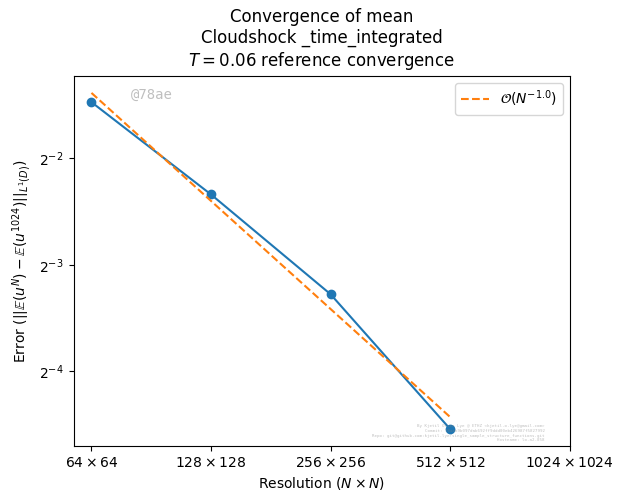 Convergence of mean
Cloudshock _time_integrated
T = 0.06 reference convergence
@78ae
O(N^{-1.0})
Error (||𝔼(u^N) − 𝔼(u^{1024})||_{L^1(D)})
2^{-2}
2^{-3}
2^{-4}
64 × 64
128 × 128
256 × 256
512 × 512
1024 × 1024
Resolution (N × N)